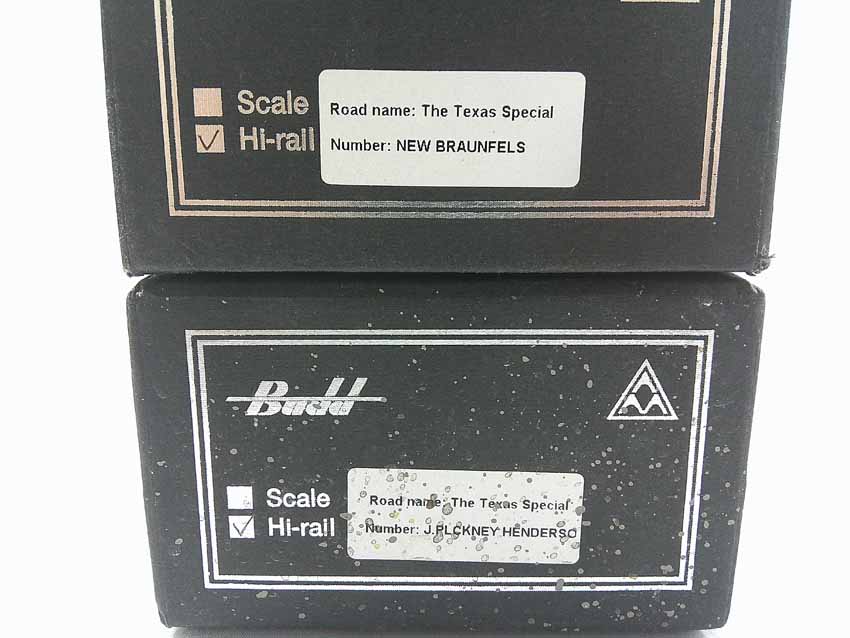 Scale
Hi-rail
Road name: The Texas Special
Number: NEW BRAUNFELS
Budd
Scale
Hi-rail
Road name: The Texas Special
Number: J.PLCKNEY HENDERSO